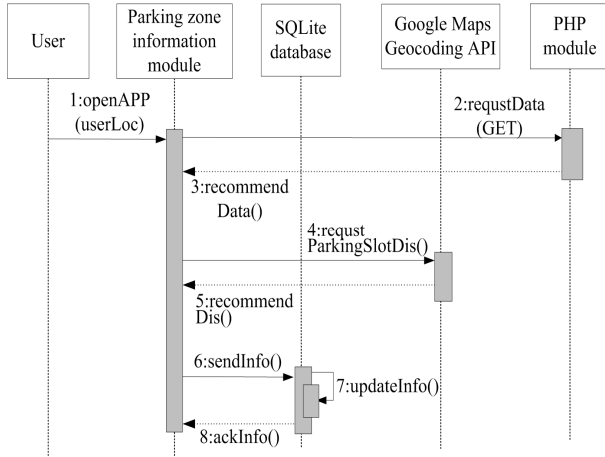 User
Parking zone
information
module
SQLite
database
Google Maps
Geocoding API
PHP
module
1:openAPP
(userLoc)
2:requstData
(GET)
3:recommend
Data()
4:requst
ParkingSlotDis()
5:recommend
Dis()
6:sendInfo()
7:updateInfo()
8:ackInfo()